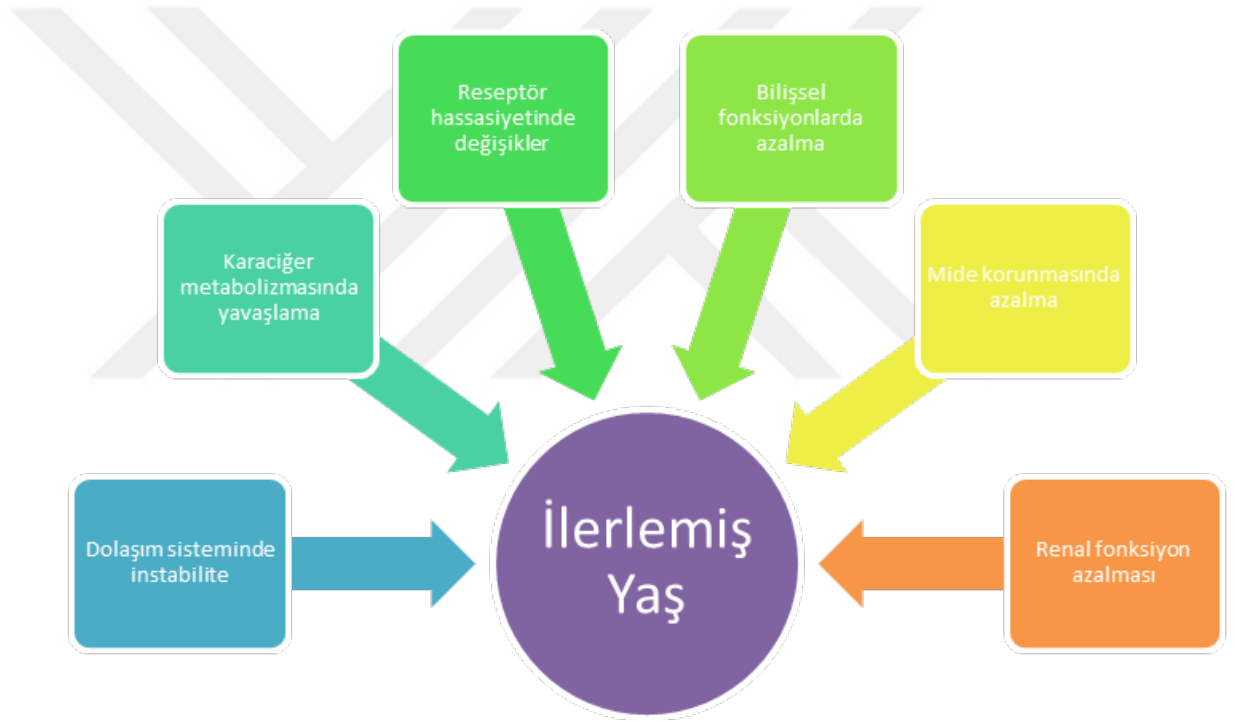 Reseptör
hassasiyetinde
değişikler
Bilişsel
fonksiyonlarda
azalma
Karaciğer
metabolizmasında
yavaşlama
Mide korunmasında
azalma
Dolaşım sisteminde
instabilite
İlerlemiş
Yaş
Renal fonksiyon
azalması